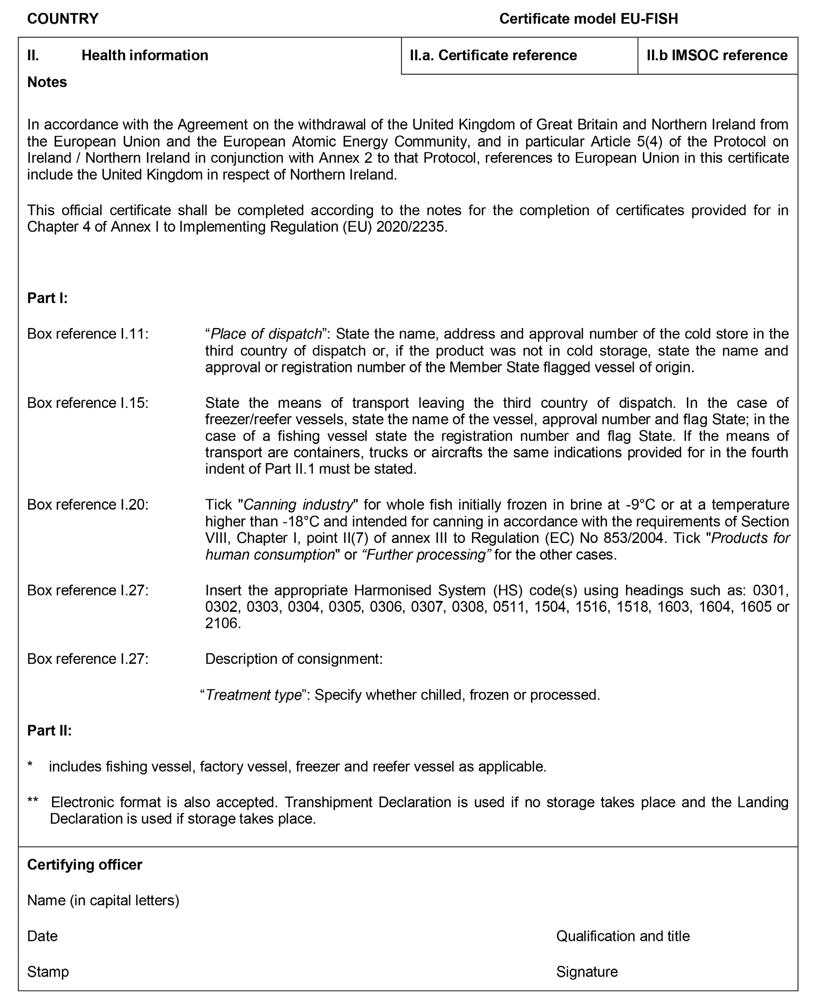 COUNTRY Certificate model EU-FISH
II. Health information II.a. Certificate reference II.b IMSOC reference
Notes
In accordance with the Agreement on the withdrawal of the United Kingdom of Great Britain and Northern Ireland from
the European Union and the European Atomic Energy Community, and in particular Article 5(4) of the Protocol on
Ireland / Northern Ireland in conjunction with Annex 2 to that Protocol, references to European Union in this certificate
include the United Kingdom in respect of Northern Ireland.
This official certificate shall be completed according to the notes for the completion of certificates provided for in
Chapter 4 of Annex I to Implementing Regulation (EU) 2020/2235.
Part I:
Box reference I.11: “Place of dispatch”: State the name, address and approval number of the cold store in the
third country of dispatch or, if the product was not in cold storage, state the name and
approval or registration number of the Member State flagged vessel of origin.
Box reference I.15: State the means of transport leaving the third country of dispatch. In the case of
freezer/reefer vessels, state the name of the vessel, approval number and flag State; in the
case of a fishing vessel state the registration number and flag State. If the means of
transport are containers, trucks or aircrafts the same indications provided for in the fourth
indent of Part II.1 must be stated.
Box reference I.20: Tick "Canning industry" for whole fish initially frozen in brine at -9°C or at a temperature
higher than -18°C and intended for canning in accordance with the requirements of Section
VIII, Chapter I, point II(7) of annex III to Regulation (EC) No 853/2004. Tick "Products for
human consumption" or “Further processing” for the other cases.
Box reference I.27: Insert the appropriate Harmonised System (HS) code(s) using headings such as: 0301,
0302, 0303, 0304, 0305, 0306, 0307, 0308, 0511, 1504, 1516, 1518, 1603, 1604, 1605 or
2106.
Box reference I.27: Description of consignment:
“Treatment type”: Specify whether chilled, frozen or processed.
Part II:
* includes fishing vessel, factory vessel, freezer and reefer vessel as applicable.
** Electronic format is also accepted. Transhipment Declaration is used if no storage takes place and the Landing
Declaration is used if storage takes place.
Certifying officer
Name (in capital letters)
Date Qualification and title
Stamp Signature